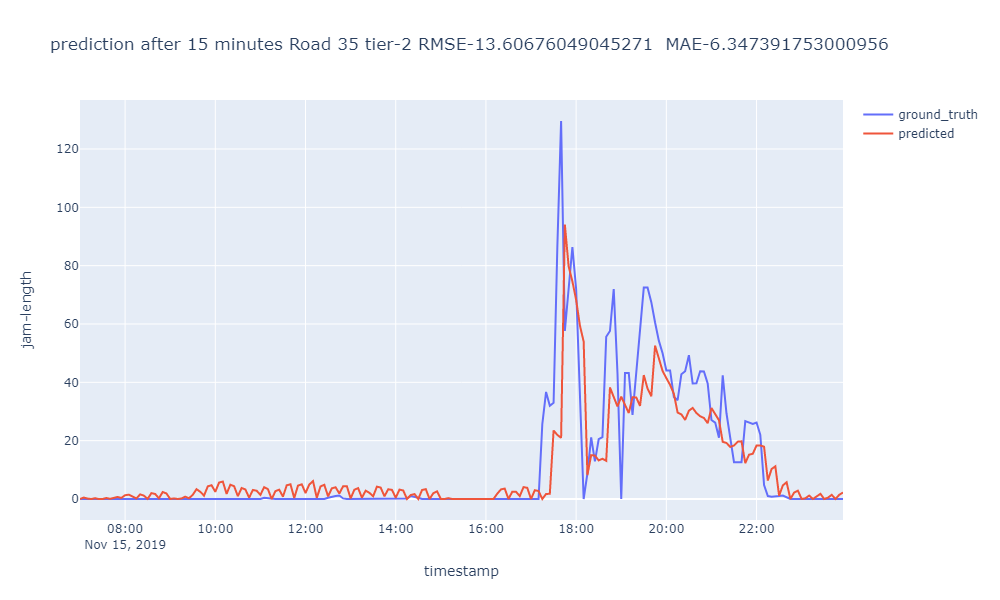 prediction after 15 minutes Road 35 tier-2 RMSE-13.60676049045271  MAE-6.347391753000956
ground_truth
predicted
120
100
80
60
40
20
0
jam-length
08:00 10:00 12:00 14:00 16:00 18:00 20:00 22:00
Nov 15, 2019
timestamp